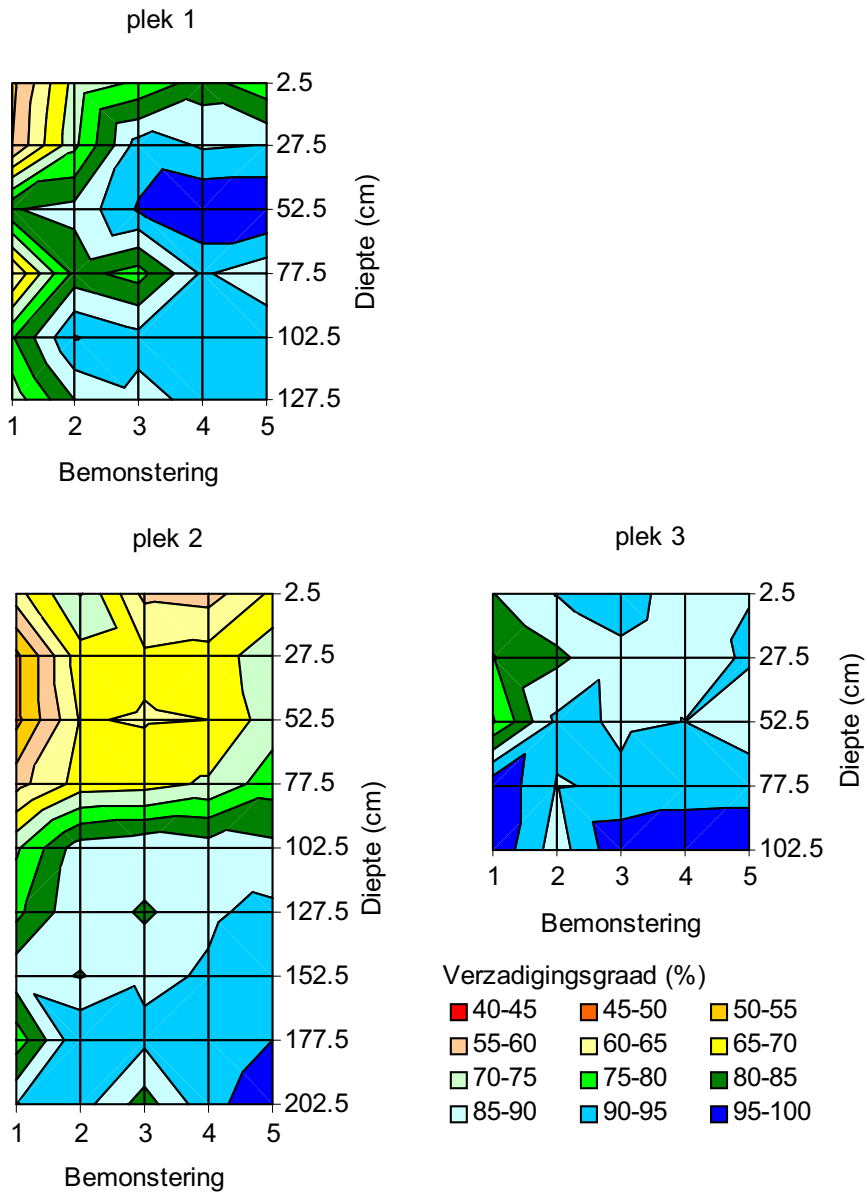 plek 1
2.5
27.5
52.5
77.5
102.5
127.5
Diepte (cm)
1 2 3 4 5
Bemonstering
plek 2
2.5
27.5
52.5
77.5
102.5
127.5
152.5
177.5
202.5
Diepte (cm)
1 2 3 4 5
Bemonstering
plek 3
2.5
27.5
52.5
77.5
102.5
Diepte (cm)
1 2 3 4 5
Bemonstering
Verzadigingsgraad (%)
40-45 45-50 50-55
55-60 60-65 65-70
70-75 75-80 80-85
85-90 90-95 95-100